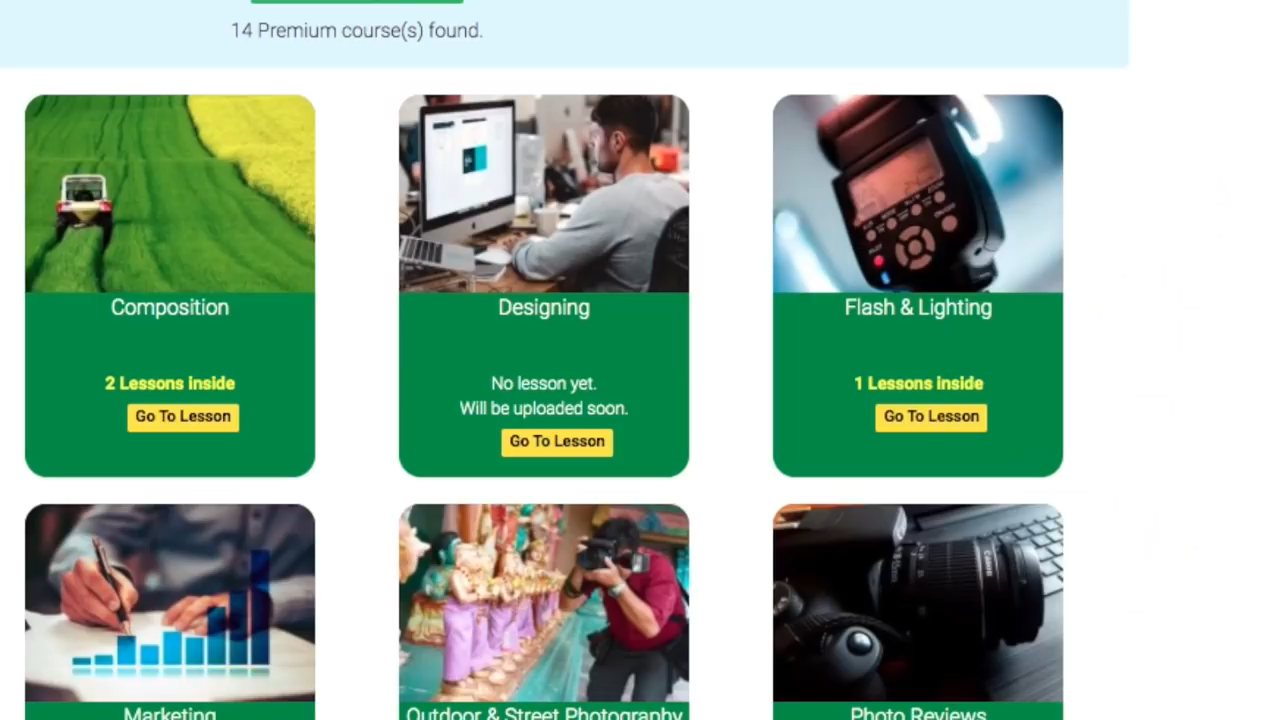 14 Premium course(s) found.
Composition
2 Lessons inside
Go To Lesson
Designing
No lesson yet.
Will be uploaded soon.
Go To Lesson
Flash & Lighting
1 Lessons inside
Go To Lesson
Marketing
Outdoor & Street Photography
Photo Reviews